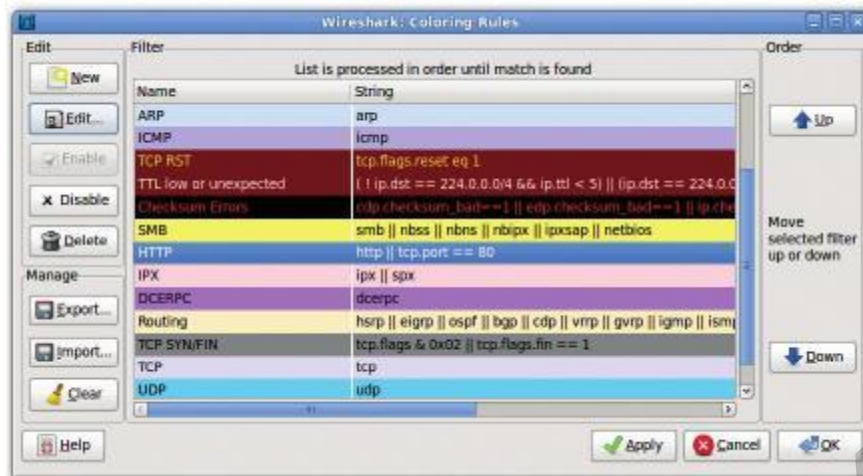 Wireshark: Coloring Rules
Edit
New
Edit...
Enable
Disable
Delete
Manage
Export...
Import...
Clear
Filter
List is processed in order until match is found
Name String
ARP arp
ICMP icmp
TCP RST tcp.flags.reset eq 1
TTL low or unexpected ( ! ip.dst == 224.0.0.0/4 && ip.ttl < 5) || (ip.dst == 224.0.0
Checksum Errors cdp.checksum_bad==1 || edp.checksum_bad==1 || ip.che
SMB smb || nbss || nbns || nbipx || ipxsap || netbios
HTTP http || tcp.port == 80
IPX ipx || spx
DCERPC dcerpc
Routing hsrp || eigrp || ospf || bgp || cdp || vrrp || gvrp || igmp || ismp
TCP SYN/FIN tcp.flags & 0x02 || tcp.flags.fin == 1
TCP tcp
UDP udp
Order
Up
Move
selected filter
up or down
Down
Help
Apply
Cancel
OK